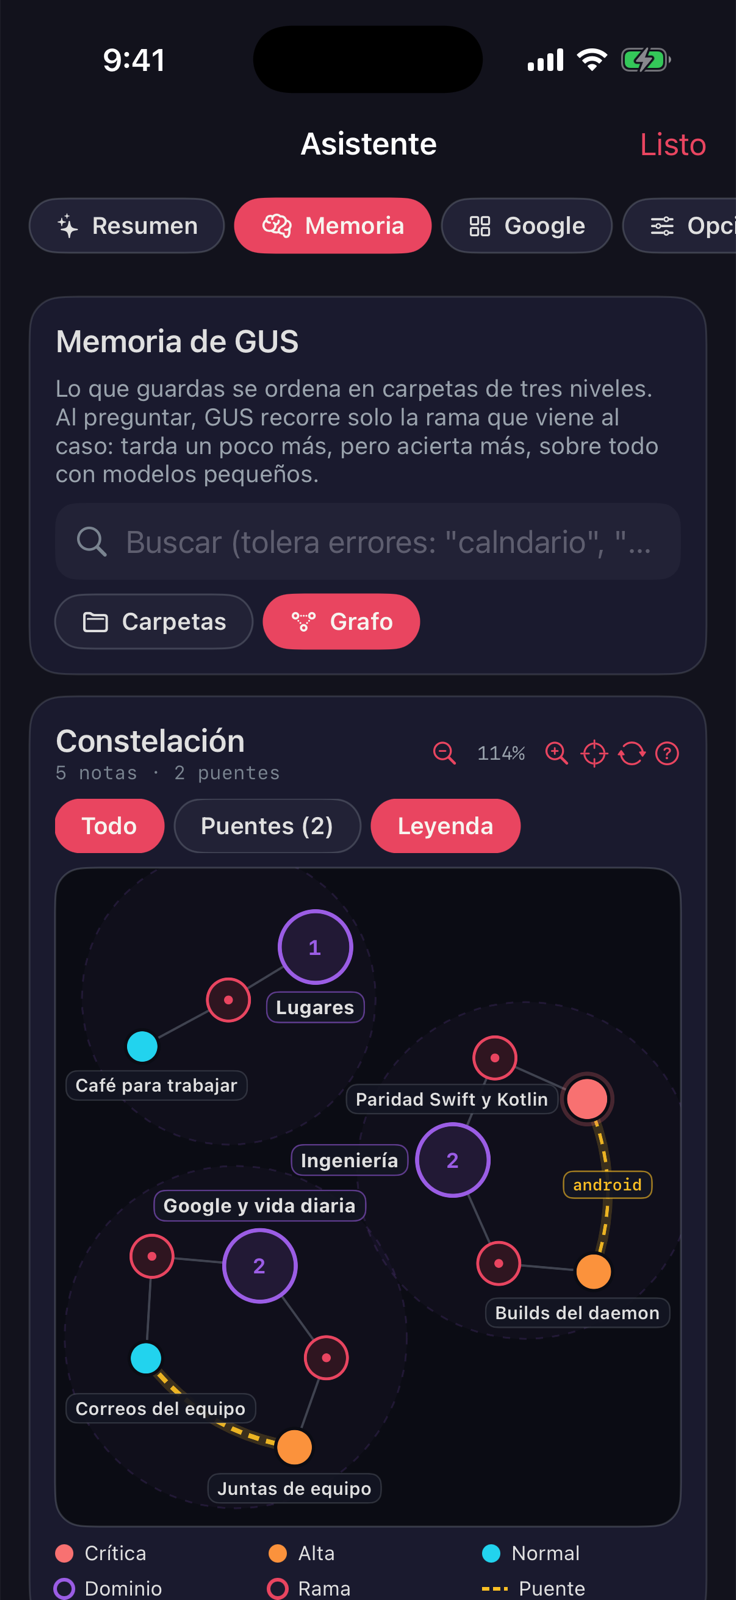 9:41
Asistente
Listo
Resumen
Memoria
Google
Opci
Memoria de GUS
Lo que guardas se ordena en carpetas de tres niveles.
Al preguntar, GUS recorre solo la rama que viene al
caso: tarda un poco más, pero acierta más, sobre todo
con modelos pequeños.
Buscar (tolera errores: "calndario", "...
Carpetas
Grafo
Constelación
114%
5 notas · 2 puentes
Todo
Puentes (2)
Leyenda
1
Lugares
Café para trabajar
Paridad Swift y Kotlin
Ingeniería
2
android
Google y vida diaria
2
Builds del daemon
Correos del equipo
Juntas de equipo
Crítica
Alta
Normal
Dominio
Rama
Puente